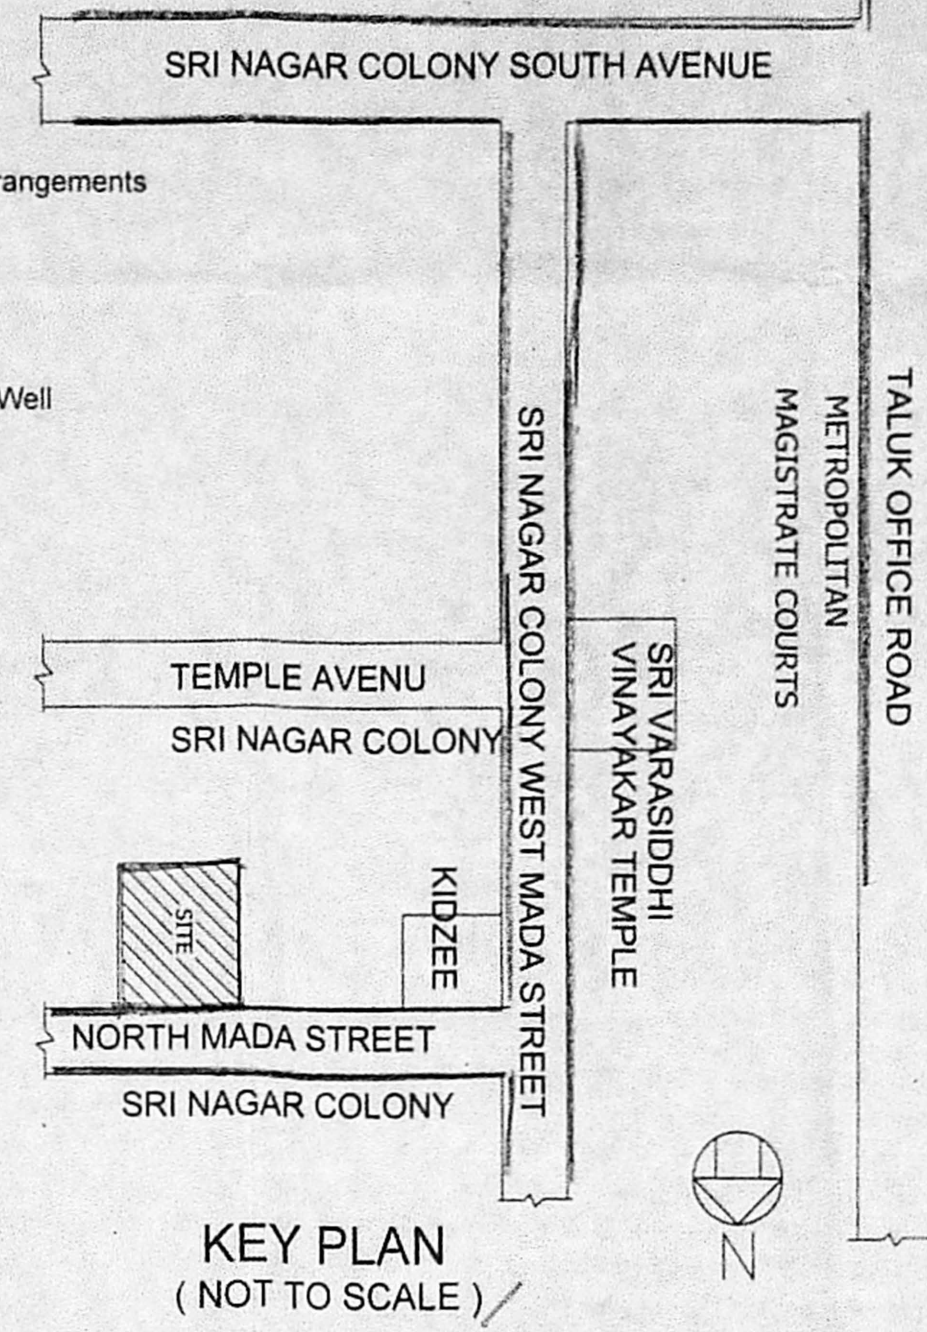 SRI NAGAR COLONY SOUTH AVENUE
rangements
Well
TALUK OFFICE ROAD
METROPOLITAN
MAGISTRATE COURTS
SRI NAGAR COLONY WEST MADA STREET
SRI VARASIDDHI
VINAYAKAR TEMPLE
TEMPLE AVENU
SRI NAGAR COLONY
KIDZEE
SITE
NORTH MADA STREET
SRI NAGAR COLONY
N
KEY PLAN
( NOT TO SCALE )